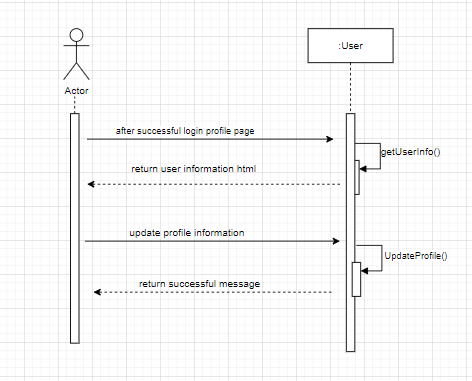 :User
Actor
after successful login profile page
getUserInfo()
return user information html
update profile information
UpdateProfile()
return successful message